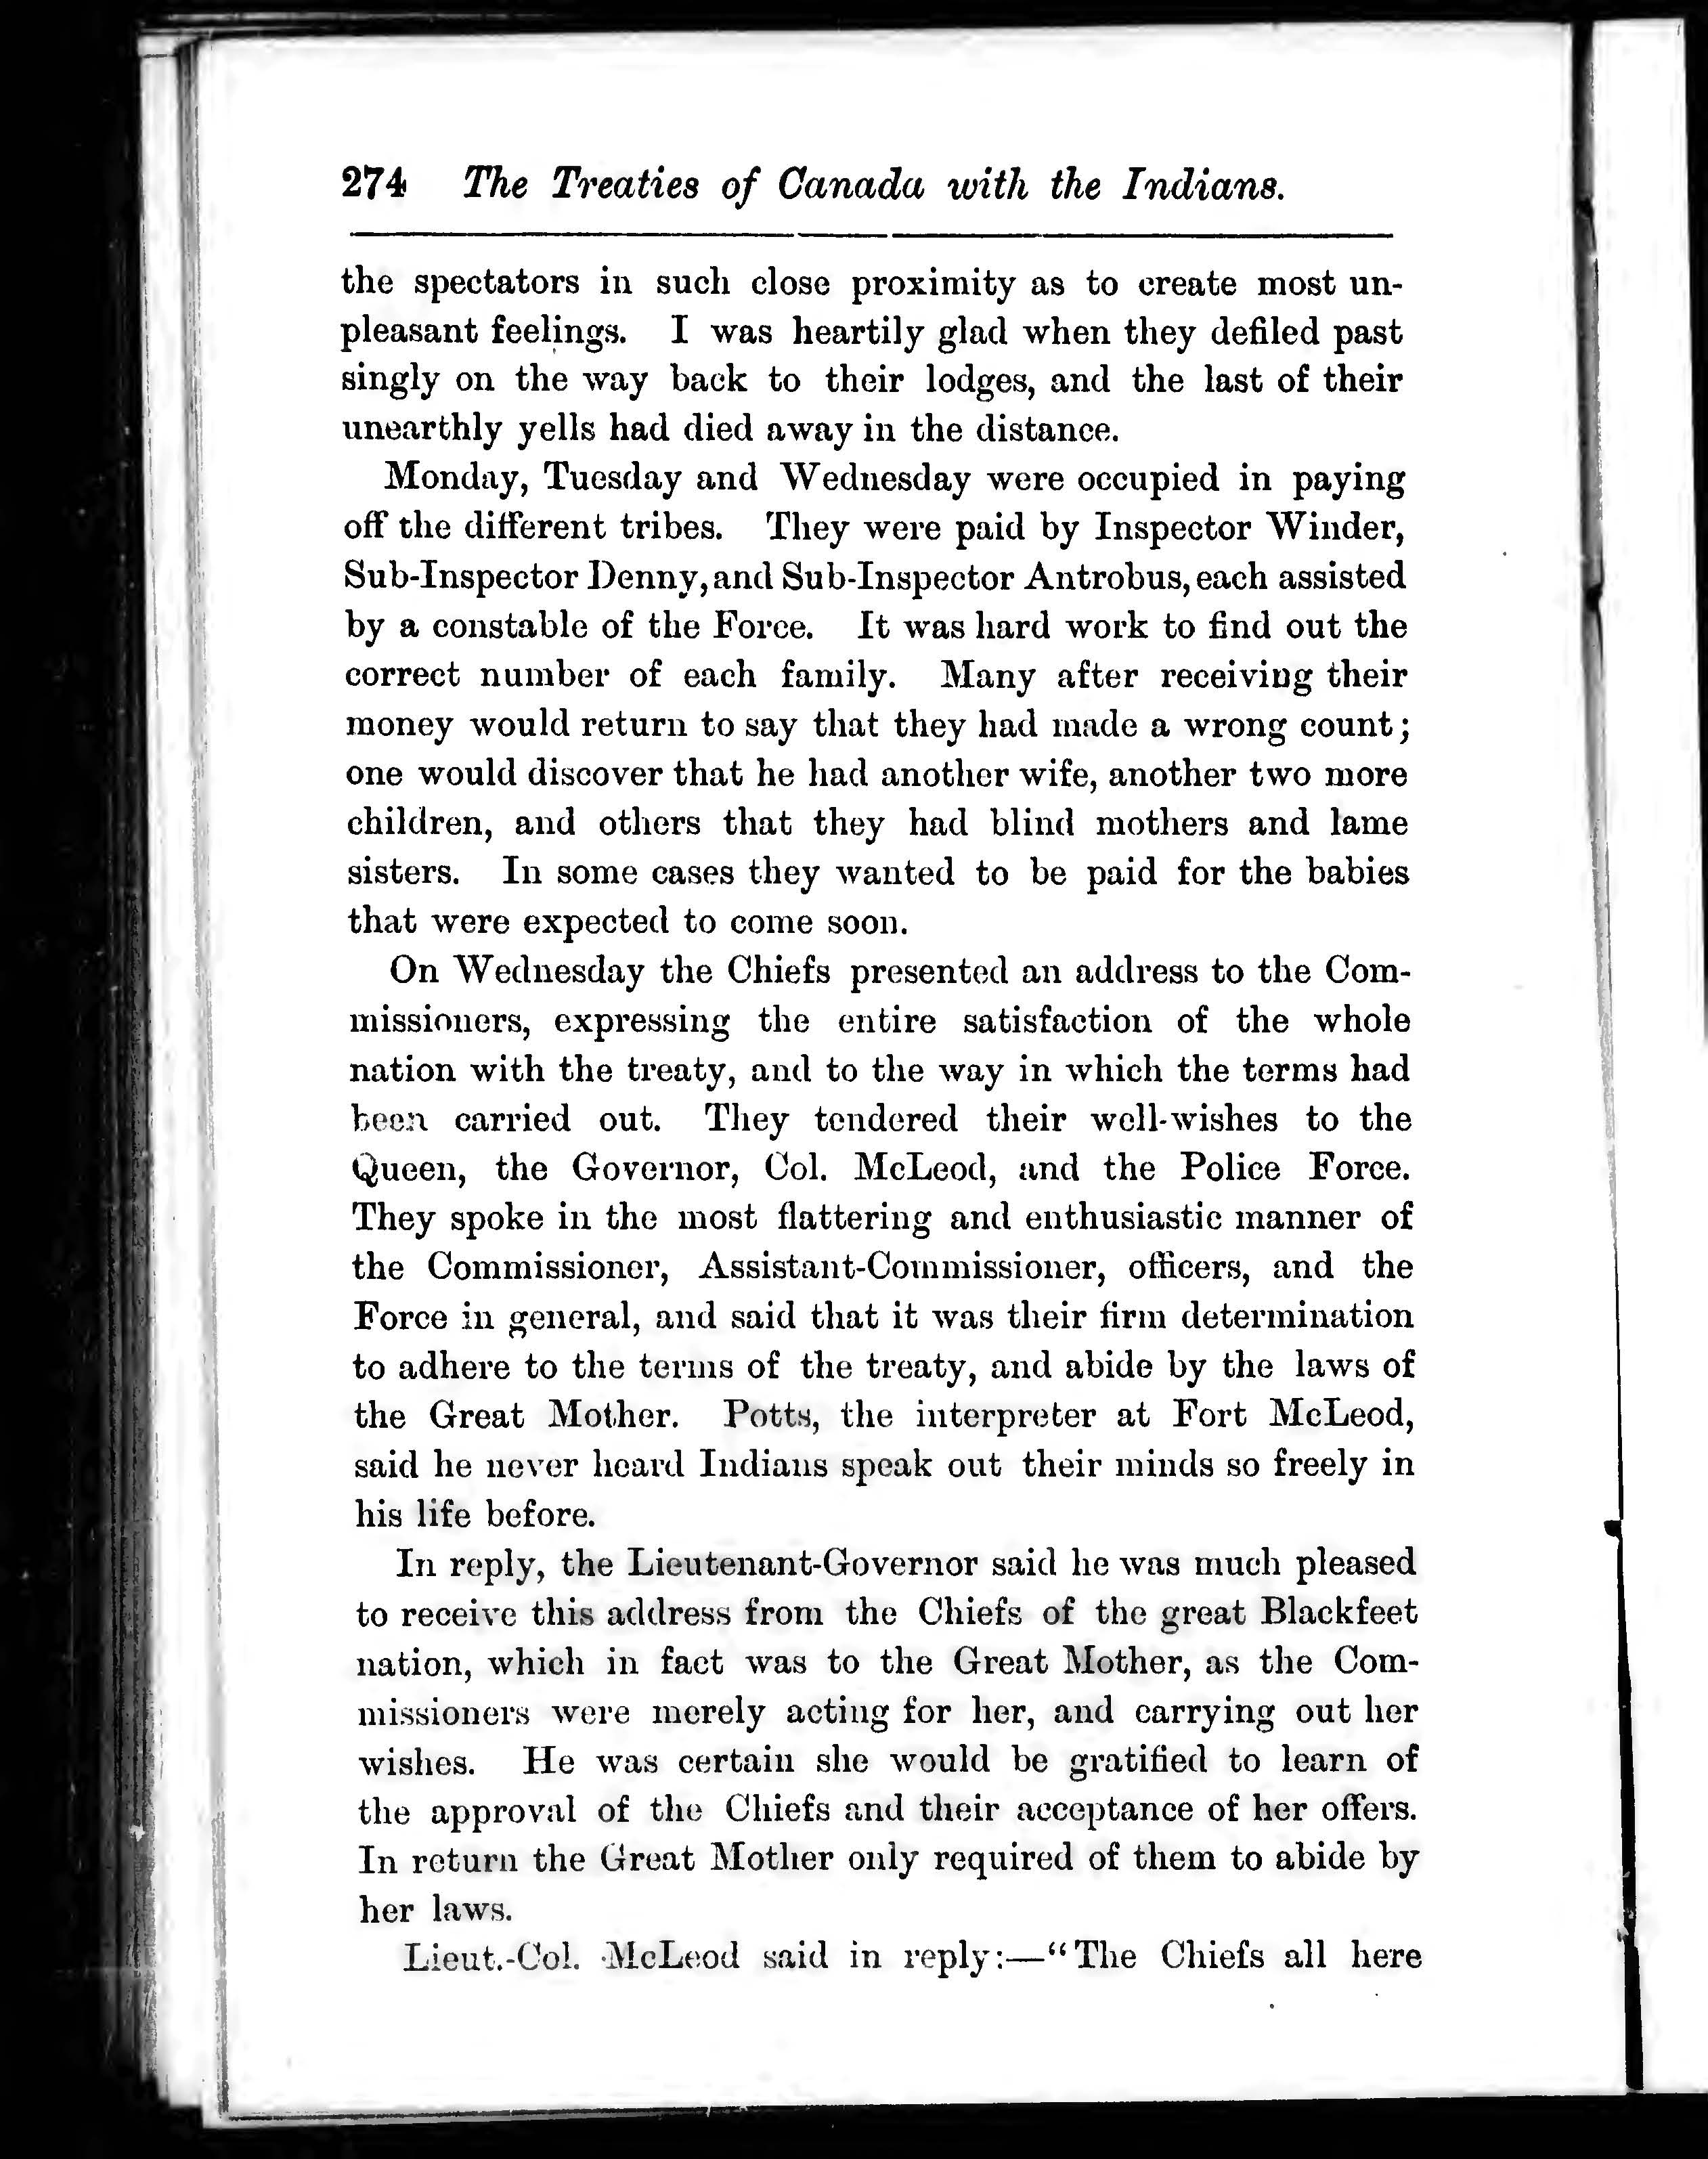 274 The Treaties of Canada with the Indians.
the spectators in such close proximity as to create most un-
pleasant feelings. I was heartily glad when they defiled past
singly on the way back to their lodges, and the last of their
unearthly yells had died away in the distance.
Monday, Tuesday and Wednesday were occupied in paying
off the different tribes. They were paid by Inspector Winder,
Sub-Inspector Denny, and Sub-Inspector Antrobus, each assisted
by a constable of the Force. It was hard work to find out the
correct number of each family. Many after receiving their
money would return to say that they had made a wrong count;
one would discover that he had another wife, another two more
children, and others that they had blind mothers and lame
sisters. In some cases they wanted to be paid for the babies
that were expected to come soon.
On Wednesday the Chiefs presented an address to the Com-
missioners, expressing the entire satisfaction of the whole
nation with the treaty, and to the way in which the terms had
been carried out. They tendered their well-wishes to the
Queen, the Governor, Col. McLeod, and the Police Force.
They spoke in the most flattering and enthusiastic manner of
the Commissioner, Assistant-Commissioner, officers, and the
Force in general, and said that it was their firm determination
to adhere to the terms of the treaty, and abide by the laws of
the Great Mother. Potts, the interpreter at Fort McLeod,
said he never heard Indians speak out their minds so freely in
his life before.
In reply, the Lieutenant-Governor said he was much pleased
to receive this address from the Chiefs of the great Blackfeet
nation, which in fact was to the Great Mother, as the Com-
missioners were merely acting for her, and carrying out her
wishes. He was certain she would be gratified to learn of
the approval of the Chiefs and their acceptance of her offers.
In return the Great Mother only required of them to abide by
her laws.
Lieut.-Col. McLeod said in reply:—"The Chiefs all here